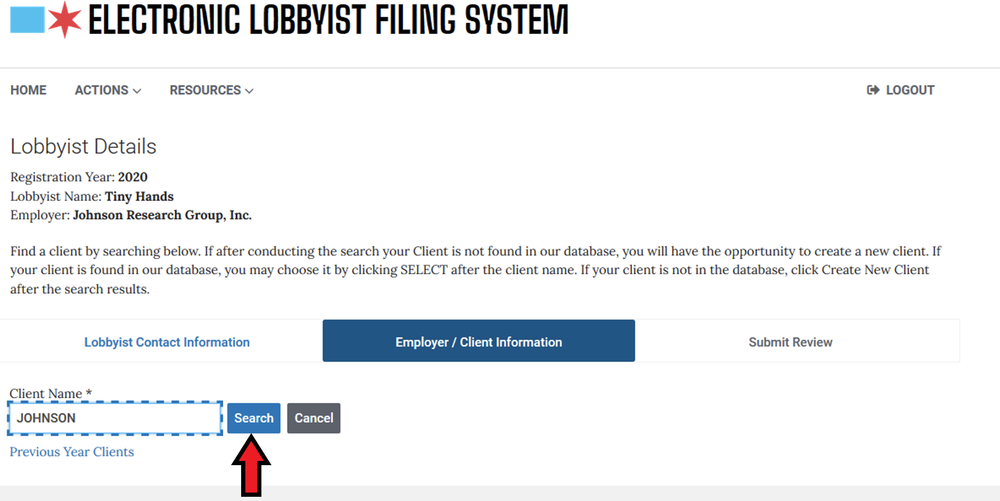 ELECTRONIC LOBBYIST FILING SYSTEM
HOME ACTIONS RESOURCES LOGOUT
Lobbyist Details
Registration Year: 2020
Lobbyist Name: Tiny Hands
Employer: Johnson Research Group, Inc.
Find a client by searching below. If after conducting the search your Client is not found in our database, you will have the opportunity to create a new client. If
your client is found in our database, you may choose it by clicking SELECT after the client name. If your client is not in the database, click Create New Client
after the search results.
Lobbyist Contact Information Employer / Client Information Submit Review
Client Name *
JOHNSON Search Cancel
Previous Year Clients